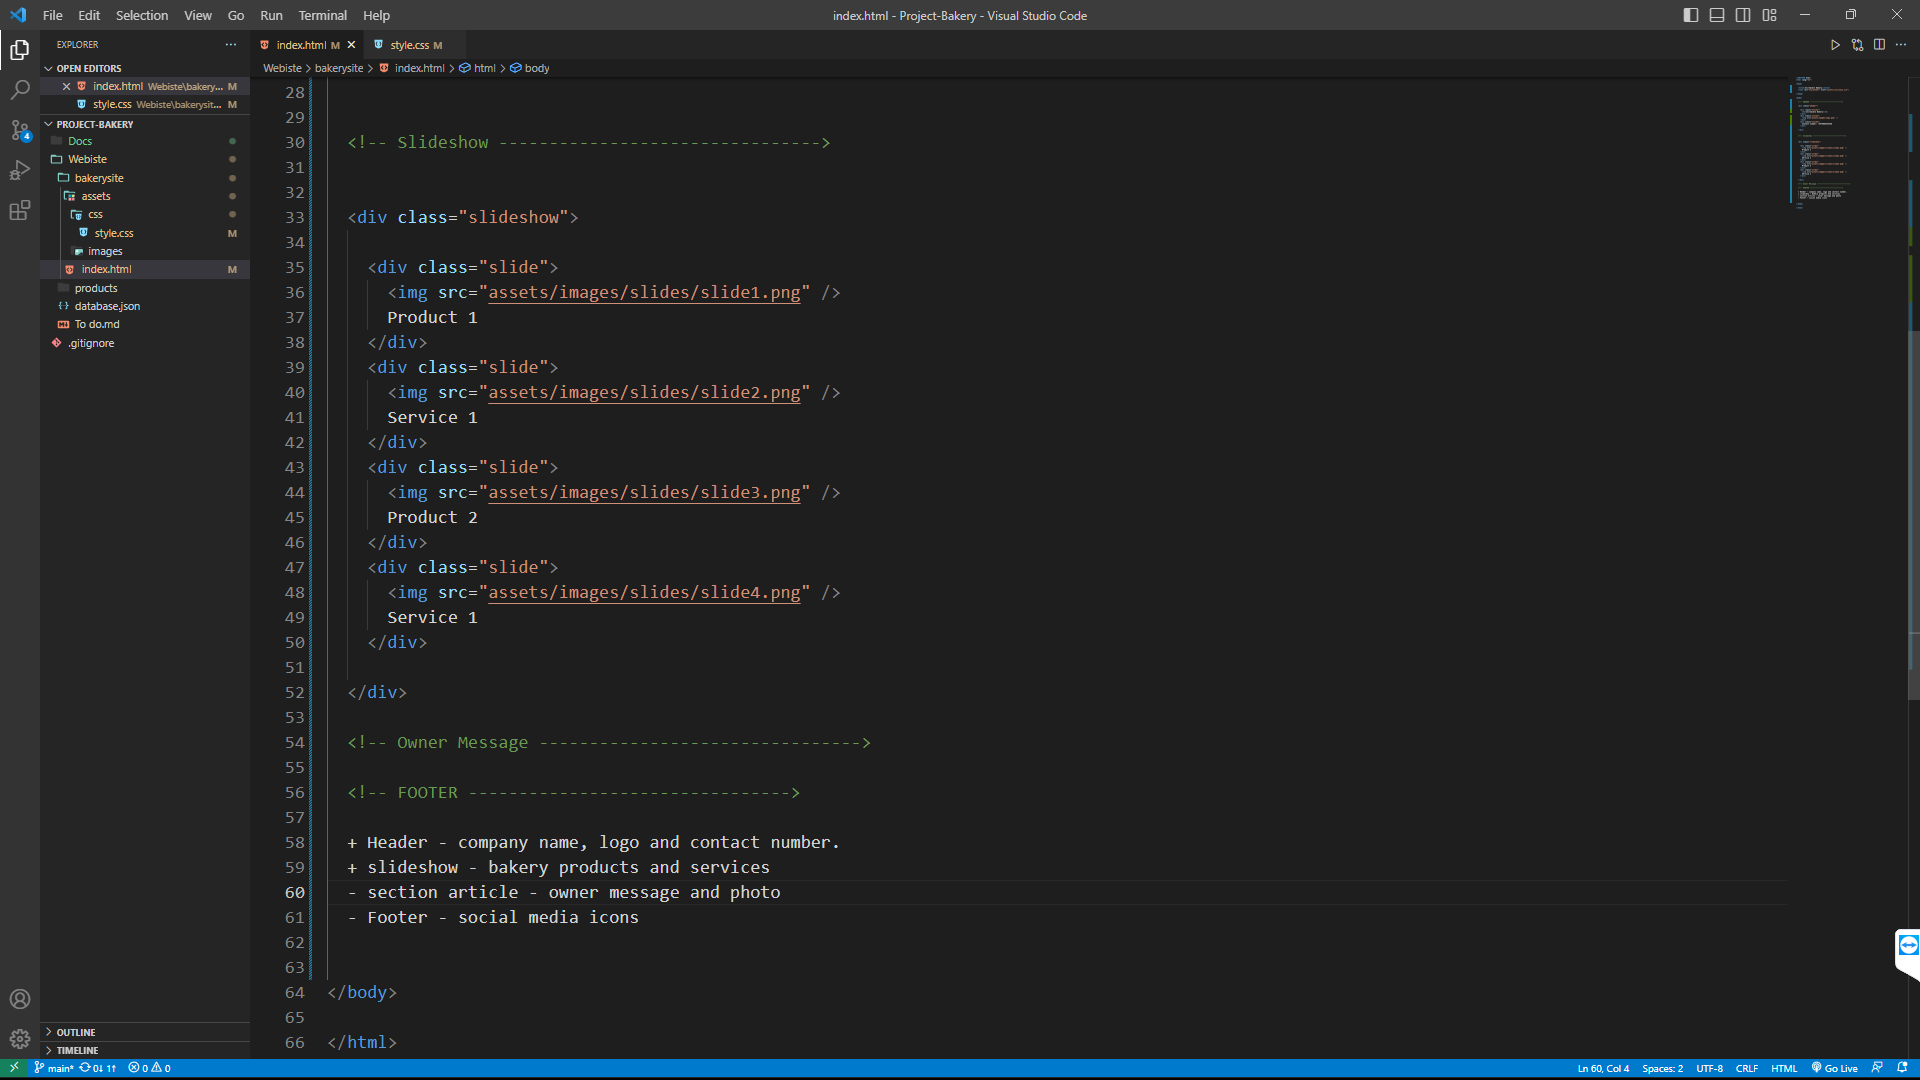 File Edit Selection View Go Run Terminal Help
index.html - Project-Bakery - Visual Studio Code
EXPLORER
OPEN EDITORS
index.html Webiste\bakery... M
style.css Webiste\bakerysit... M
PROJECT-BAKERY
Docs
Webiste
bakerysite
assets
css
style.css M
images
index.html M
products
database.json
To do.md
.gitignore
OUTLINE
TIMELINE
index.html M style.css M
Webiste > bakerysite > index.html > html > body
28
29
30 <!-- Slideshow -------------------------------->
31
32
33 <div class="slideshow">
34
35 <div class="slide">
36 <img src="assets/images/slides/slide1.png" />
37 Product 1
38 </div>
39 <div class="slide">
40 <img src="assets/images/slides/slide2.png" />
41 Service 1
42 </div>
43 <div class="slide">
44 <img src="assets/images/slides/slide3.png" />
45 Product 2
46 </div>
47 <div class="slide">
48 <img src="assets/images/slides/slide4.png" />
49 Service 1
50 </div>
51
52 </div>
53
54 <!-- Owner Message -------------------------------->
55
56 <!-- FOOTER -------------------------------->
57
58 + Header - company name, logo and contact number.
59 + slideshow - bakery products and services
60 - section article - owner message and photo
61 - Footer - social media icons
62
63
64 </body>
65
66 </html>
4
main* 0↓ 1↑ 0 0
Ln 60, Col 4 Spaces: 2 UTF-8 CRLF HTML Go Live